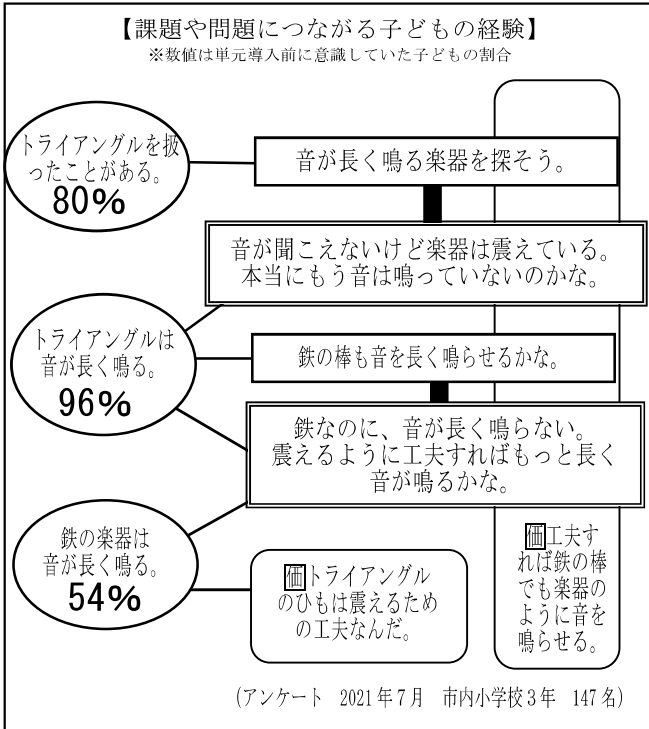 【課題や問題につながる子どもの経験】
※数値は単元導入前に意識していた子どもの割合
トライアングルを扱
ったことがある。
80%
音が長く鳴る楽器を探そう。
音が聞こえないけど楽器は震えている。
本当にもう音は鳴っていないのかな。
トライアングルは
音が長く鳴る。
96%
鉄の棒も音を長く鳴らせるかな。
鉄なのに、音が長く鳴らない。
震えるように工夫すればもっと長く
音が鳴るかな。
鉄の楽器は
音が長く鳴る。
54%
価トライアングル
のひもは震えるため
の工夫なんだ。
価工夫す
れば鉄の棒
でも楽器の
ように音を
鳴らせる。
(アンケート 2021年7月 市内小学校3年 147名)